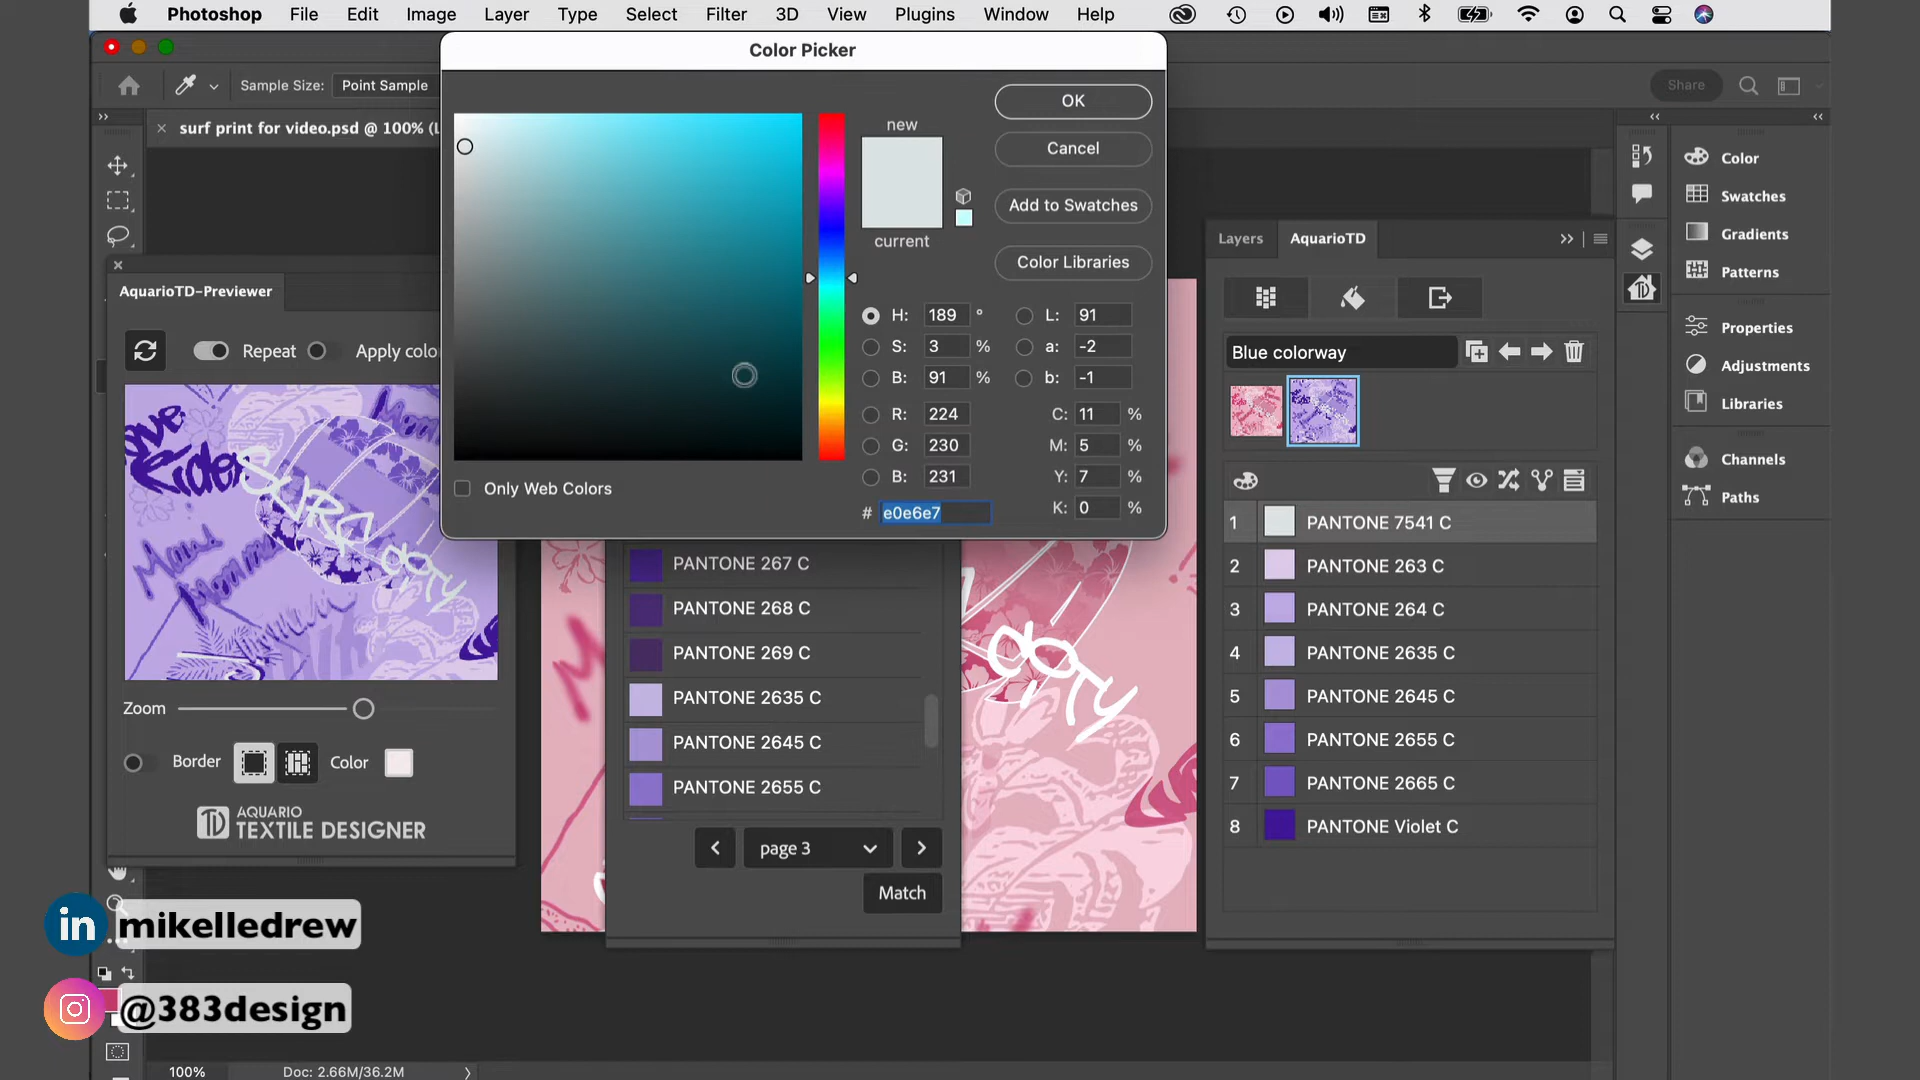 Photoshop File Edit Image Layer Type Select Filter 3D View Plugins Window Help
Color Picker
Sample Size: Point Sample
Share
surf print for video.psd @ 100% (L
new
current
OK
Cancel
Add to Swatches
Color Libraries
H: 189 °
S: 3 %
B: 91 %
R: 224
G: 230
B: 231
# e0e6e7
L: 91
a: -2
b: -1
C: 11 %
M: 5 %
Y: 7 %
K: 0 %
Only Web Colors
AquarioTD-Previewer
Repeat Apply colo
SURF
Zoom
Border Color
TD AQUARIO
TEXTILE DESIGNER
PANTONE 267 C
PANTONE 268 C
PANTONE 269 C
PANTONE 2635 C
PANTONE 2645 C
PANTONE 2655 C
page 3
Match
Layers AquarioTD
Blue colorway
1 PANTONE 7541 C
2 PANTONE 263 C
3 PANTONE 264 C
4 PANTONE 2635 C
5 PANTONE 2645 C
6 PANTONE 2655 C
7 PANTONE 2665 C
8 PANTONE Violet C
Color
Swatches
Gradients
Patterns
Properties
Adjustments
Libraries
Channels
Paths
in mikelledrew
@383design
100% Doc: 2.66M/36.2M